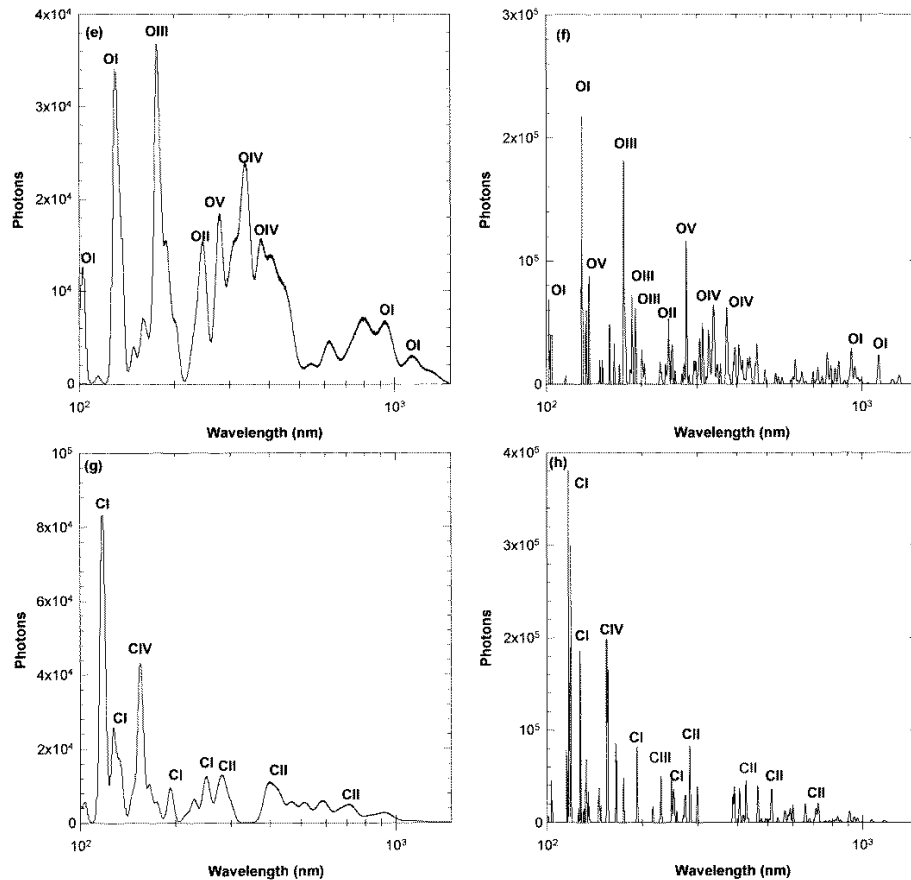 (e)
4x10⁴
3x10⁴
2x10⁴
10⁴
0
Photons
OI
OI
OIII
OII
OV
OIV
OIV
OI
OI
10²
10³
Wavelength (nm)
(f)
3x10⁵
2x10⁵
10⁵
0
Photons
OI
OI
OV
OIII
OIII
OIII
OII
OV
OIV
OIV
OI
OI
10²
10³
Wavelength (nm)
(g)
10⁵
8x10⁴
6x10⁴
4x10⁴
2x10⁴
0
Photons
CI
CI
CIV
CI
CI
CII
CII
CII
10²
10³
Wavelength (nm)
(h)
4x10⁵
3x10⁵
2x10⁵
10⁵
0
Photons
CI
CI
CIV
CI
CIII
CI
CII
CII
CII
CII
10²
10³
Wavelength (nm)